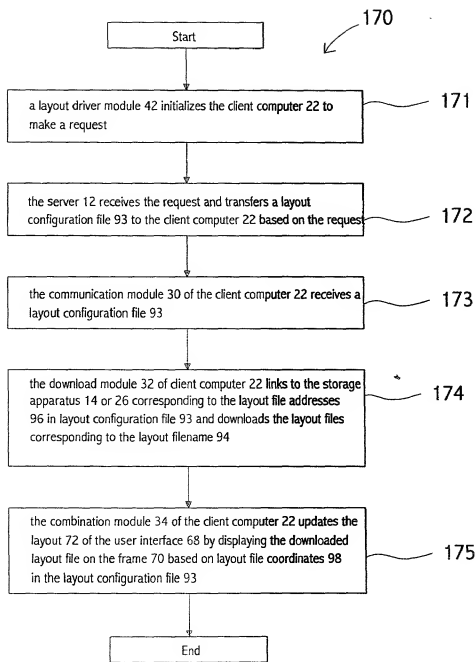 170
Start
a layout driver module 42 initializes the client computer 22 to
make a request
171
the server 12 receives the request and transfers a layout
configuration file 93 to the client computer 22 based on the request
172
the communication module 30 of the client computer 22 receives a
layout configuration file 93
173
the download module 32 of client computer 22 links to the storage
apparatus 14 or 26 corresponding to the layout file addresses
96 in layout configuration file 93 and downloads the layout files
corresponding to the layout filename 94
174
the combination module 34 of the client computer 22 updates the
layout 72 of the user interface 68 by displaying the downloaded
layout file on the frame 70 based on layout file coordinates 98
in the layout configuration file 93
175
End